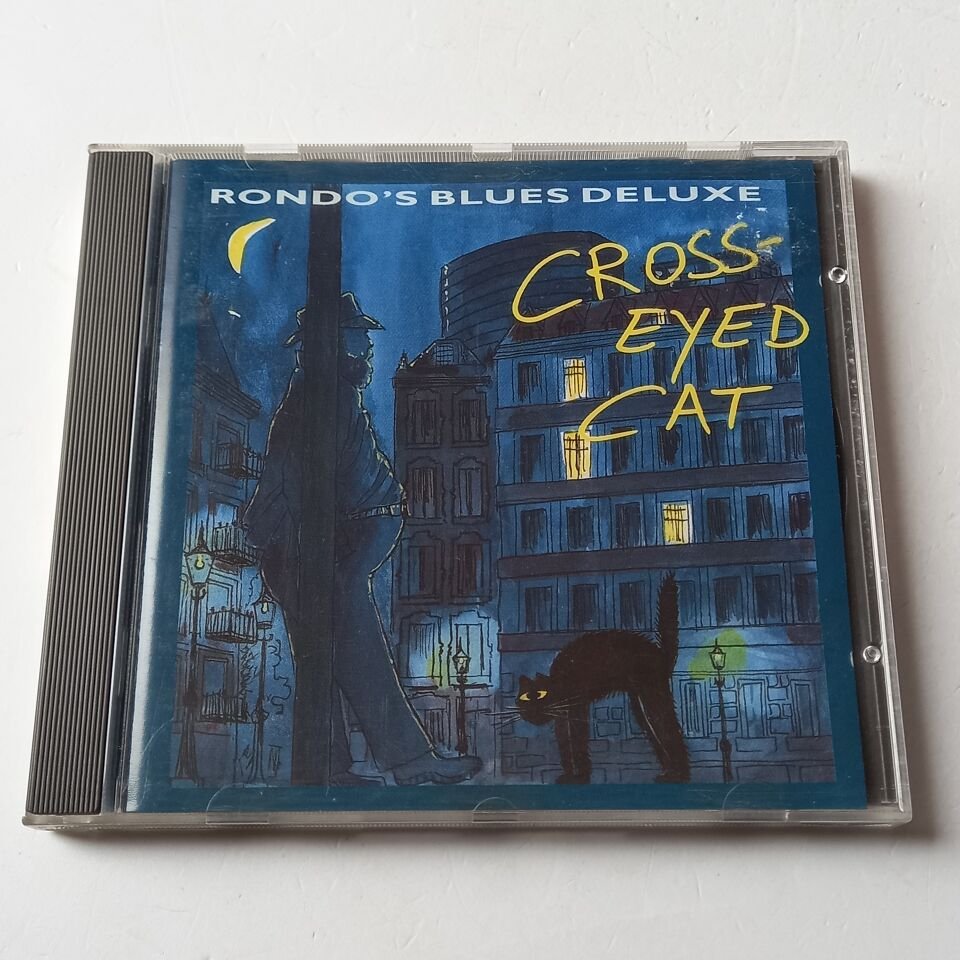 RONDO'S BLUES DELUXE
CROSS-
EYED
CAT